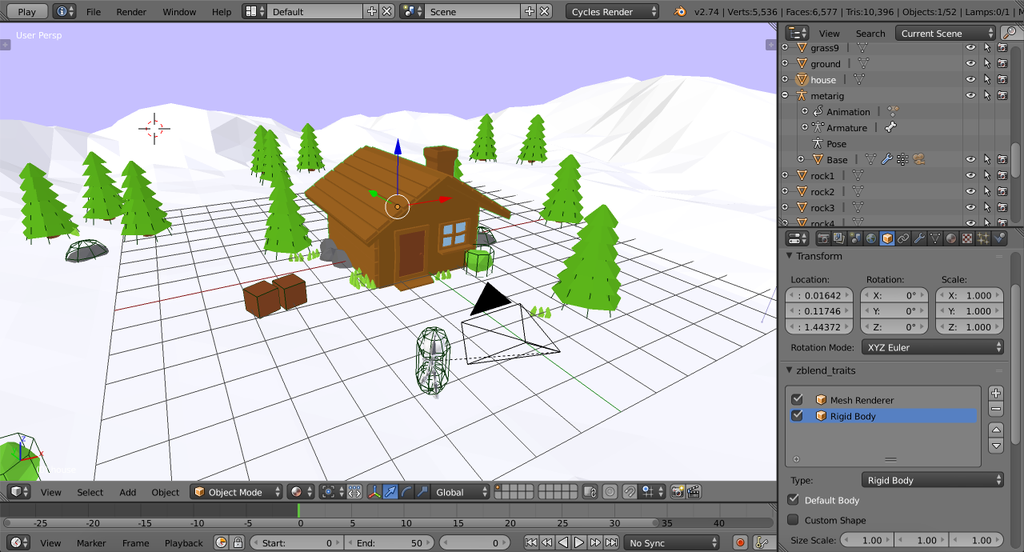 Play File Render Window Help Default Scene Cycles Render v2.74 | Verts:5,536 | Faces:6,577 | Tris:10,396 | Objects:1/52 | Lamps:0/1 |
User Persp
View Search Current Scene
grass9
ground
house
metarig
Animation
Armature
Pose
Base
rock1
rock2
rock3
rock4
Transform
Location: Rotation: Scale:
: 0.01642 X: 0° X: 1.000
: 0.11746 Y: 0° Y: 1.000
: 1.44372 Z: 0° Z: 1.000
Rotation Mode: XYZ Euler
zblend_traits
Mesh Renderer
Rigid Body
Type: Rigid Body
Default Body
Custom Shape
Size Scale: 1.00 1.00 1.00
View Select Add Object Object Mode Global
-25 -20 -15 -10 -5 0 5 10 15 20 25 30 35 40
View Marker Frame Playback Start: 0 End: 50 0 No Sync